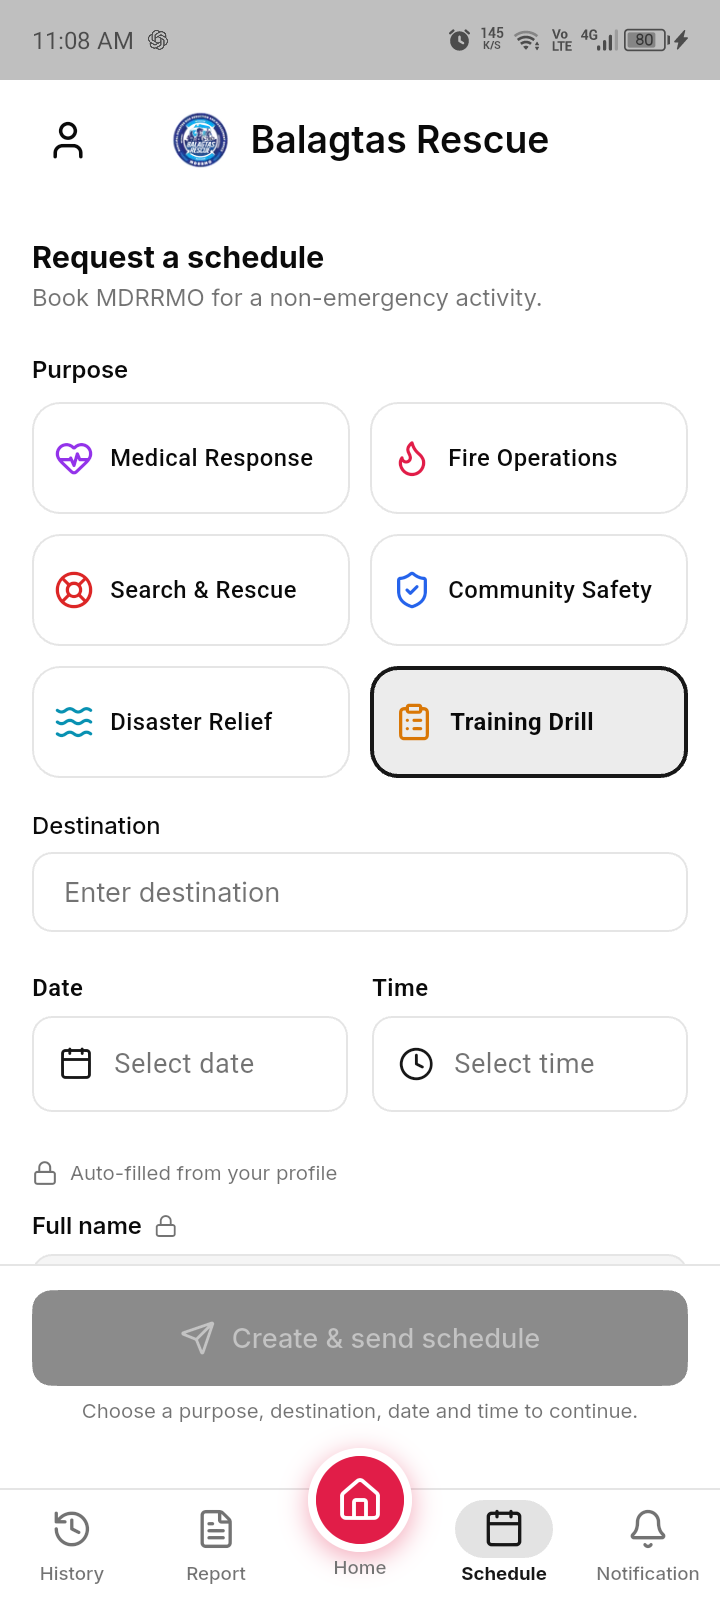 11:08 AM
145 K/S
Vo LTE
4G
80
BALAGTAS RESCUE
Balagtas Rescue
Request a schedule
Book MDRRMO for a non-emergency activity.
Purpose
Medical Response
Fire Operations
Search & Rescue
Community Safety
Disaster Relief
Training Drill
Destination
Enter destination
Date
Time
Select date
Select time
Auto-filled from your profile
Full name
Create & send schedule
Choose a purpose, destination, date and time to continue.
History
Report
Home
Schedule
Notification